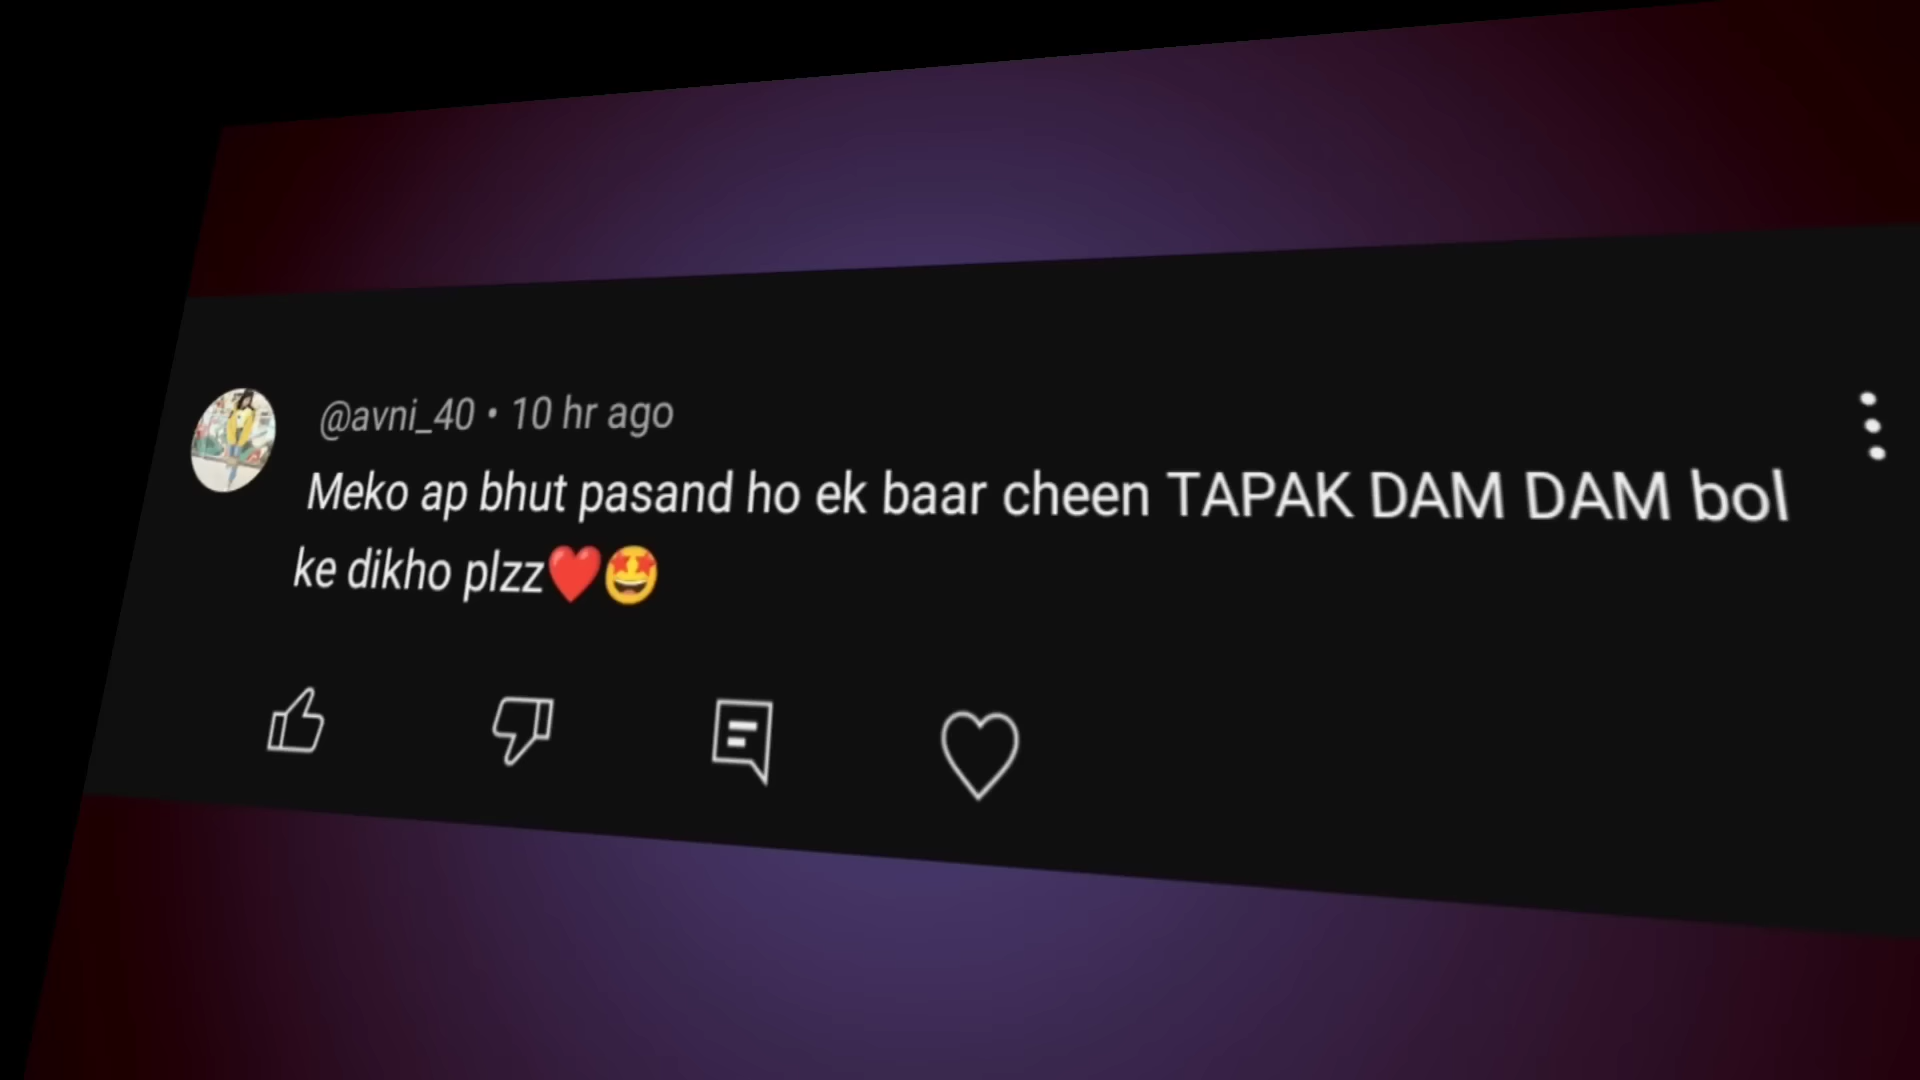 @avni_40 • 10 hr ago
Meko ap bhut pasand ho ek baar cheen TAPAK DAM DAM bol
ke dikho plzz❤️🤩